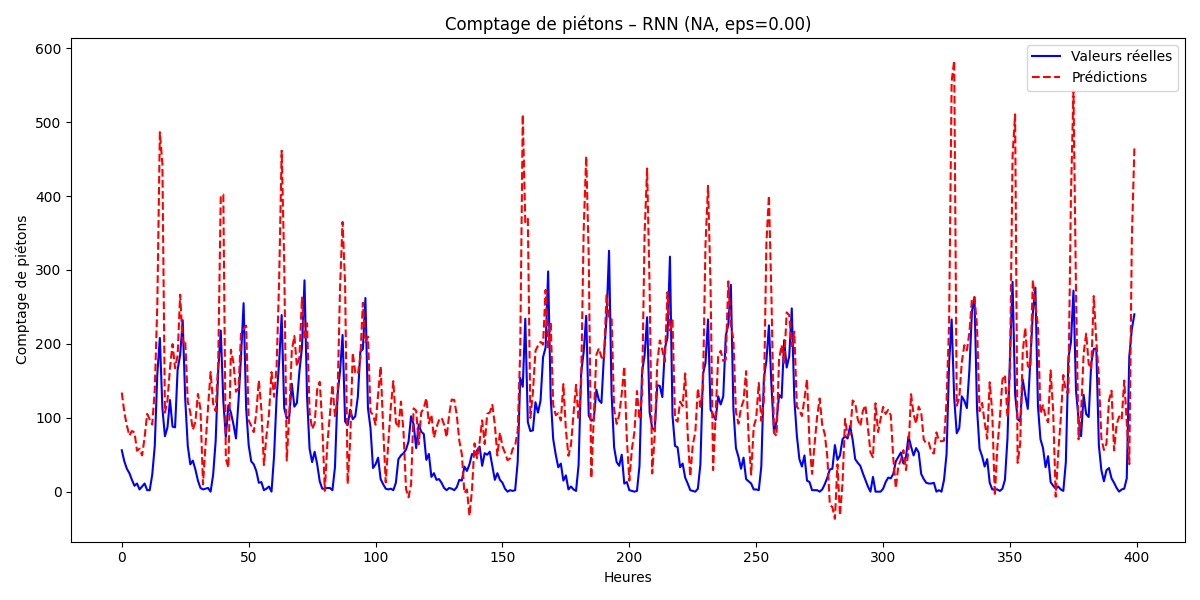 Comptage de piétons – RNN (NA, eps=0.00)
Valeurs réelles
Prédictions
Comptage de piétons
600
500
400
300
200
100
0
0 50 100 150 200 250 300 350 400
Heures